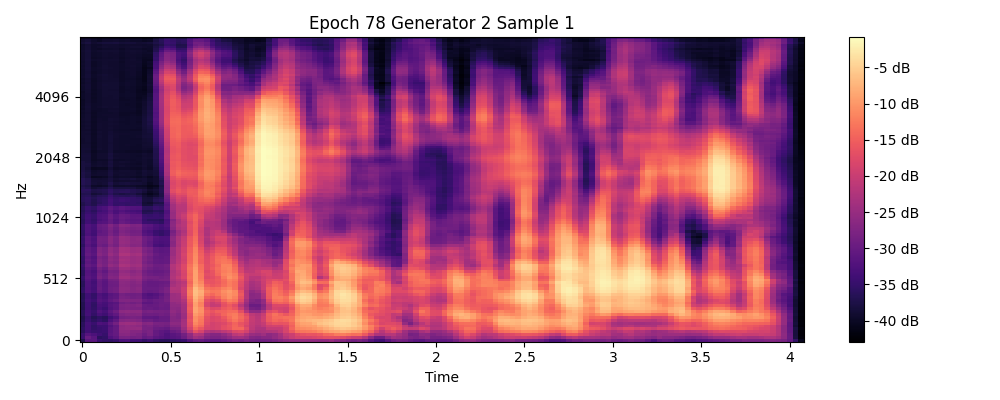 Epoch 78 Generator 2 Sample 1
Hz
4096
2048
1024
512
0
0
0.5
1
1.5
2
2.5
3
3.5
4
Time
-5 dB
-10 dB
-15 dB
-20 dB
-25 dB
-30 dB
-35 dB
-40 dB